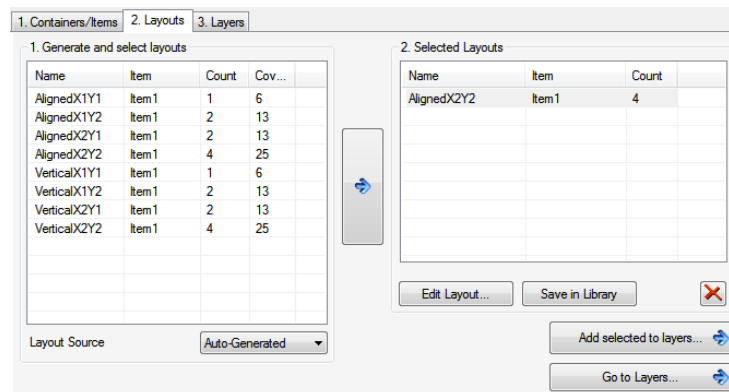 1. Containers/Items 2. Layouts 3. Layers
1. Generate and select layouts
Name Item Count Cov...
AlignedX1Y1 Item1 1 6
AlignedX1Y2 Item1 2 13
AlignedX2Y1 Item1 2 13
AlignedX2Y2 Item1 4 25
VerticalX1Y1 Item1 1 6
VerticalX1Y2 Item1 2 13
VerticalX2Y1 Item1 2 13
VerticalX2Y2 Item1 4 25
Layout Source Auto-Generated
2. Selected Layouts
Name Item Count
AlignedX2Y2 Item1 4
Edit Layout... Save in Library
Add selected to layers...
Go to Layers...